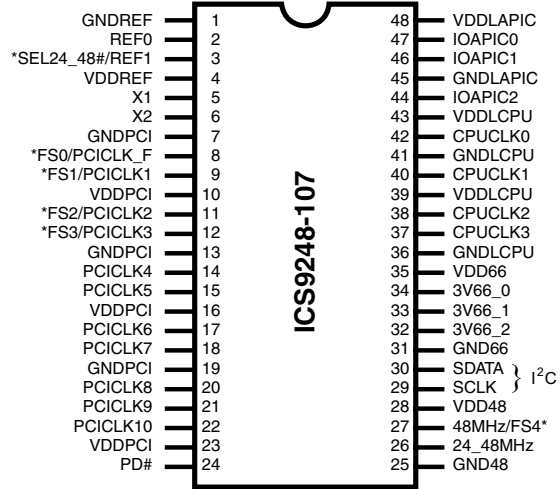 GNDREF 1 48 VDDLAPIC
REF0 2 47 IOAPIC0
*SEL24_48#/REF1 3 46 IOAPIC1
VDDREF 4 45 GNDLAPIC
X1 5 44 IOAPIC2
X2 6 43 VDDLCPU
GNDPCI 7 42 CPUCLK0
*FS0/PCICLK_F 8 41 GNDLCPU
*FS1/PCICLK1 9 40 CPUCLK1
VDDPCI 10 39 VDDLCPU
*FS2/PCICLK2 11 38 CPUCLK2
*FS3/PCICLK3 12 37 CPUCLK3
GNDPCI 13 36 GNDLCPU
PCICLK4 14 35 VDD66
PCICLK5 15 34 3V66_0
VDDPCI 16 33 3V66_1
PCICLK6 17 32 3V66_2
PCICLK7 18 31 GND66
GNDPCI 19 30 SDATA
PCICLK8 20 29 SCLK
} I²C
PCICLK9 21 28 VDD48
PCICLK10 22 27 48MHz/FS4*
VDDPCI 23 26 24_48MHz
PD# 24 25 GND48
ICS9248-107